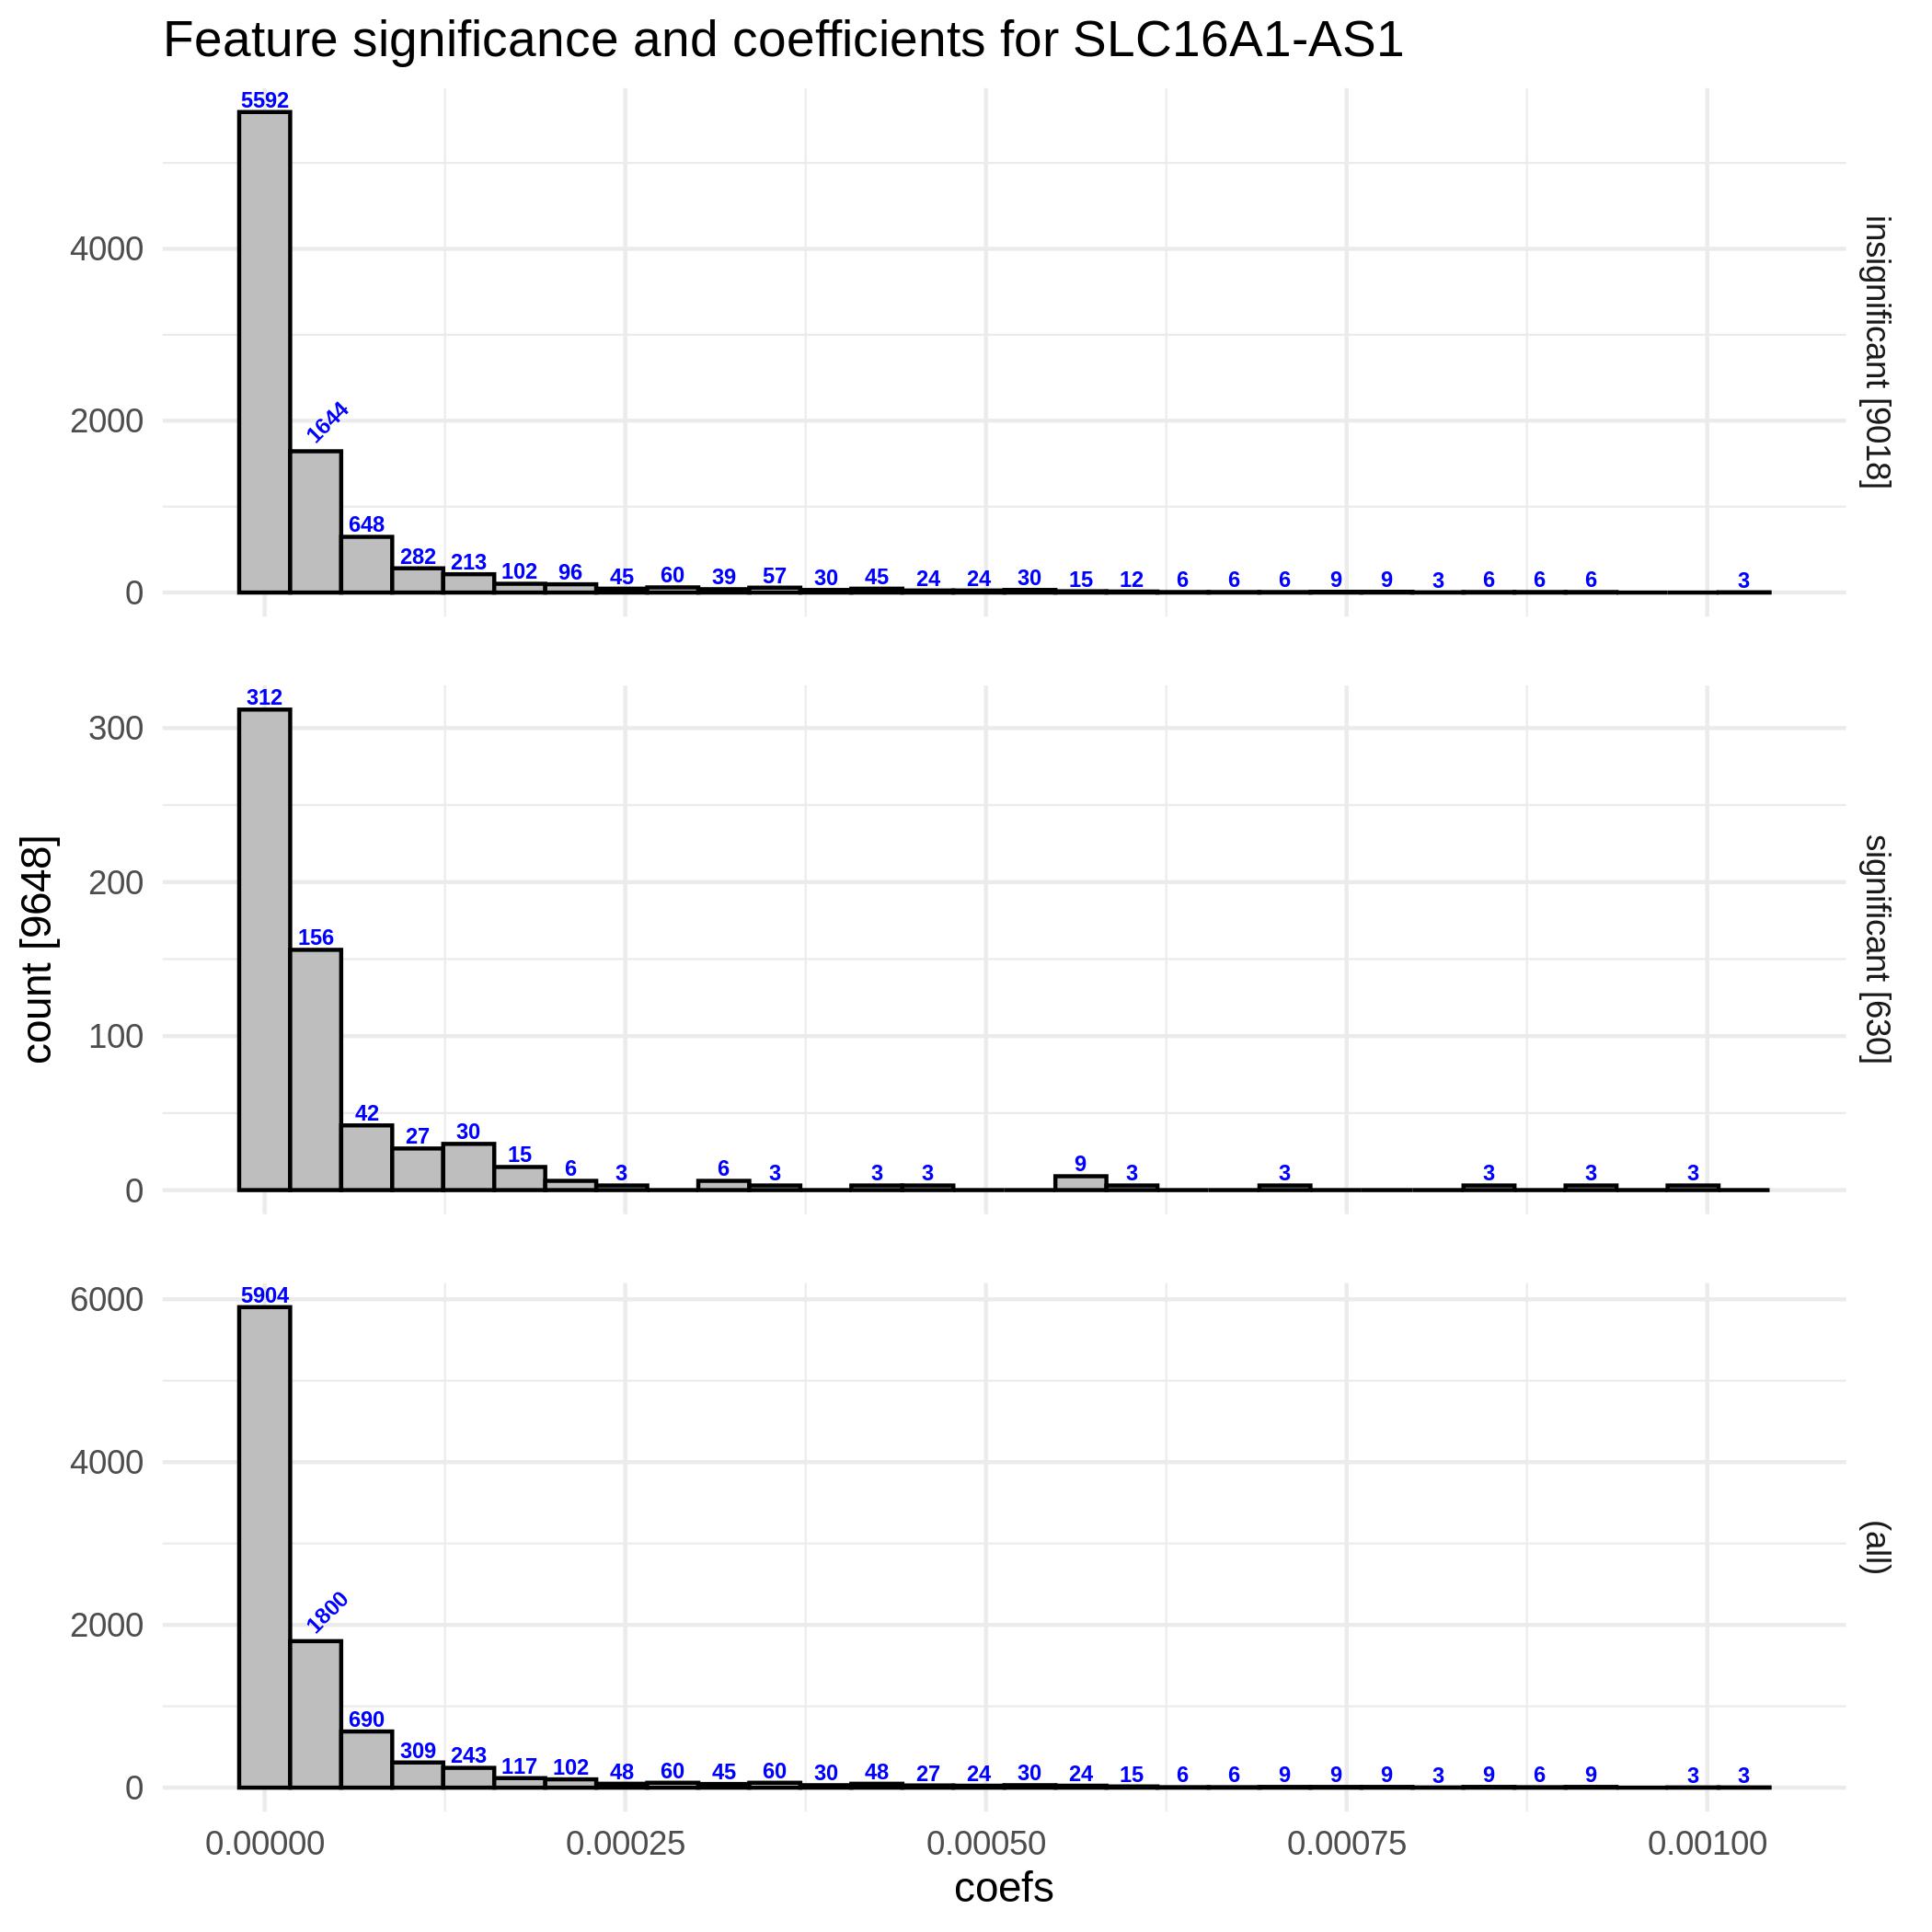 Feature significance and coefficients for SLC16A1-AS1
5592
1644
648
282 213 102 96 45 60 39 57 30 45 24 24 30 15 12 6 6 6 9 9 3 6 6 6 3
4000
2000
0
insignificant [9018]
312
156
42
27 30 15 6 3 6 3 3 3 9 3 3 3 3 3
300
200
100
0
significant [630]
count [9648]
5904
1800
690
309 243 117 102 48 60 45 60 30 48 27 24 30 24 15 6 6 9 9 9 3 9 6 9 3 3
6000
4000
2000
0
(all)
0.00000 0.00025 0.00050 0.00075 0.00100
coefs